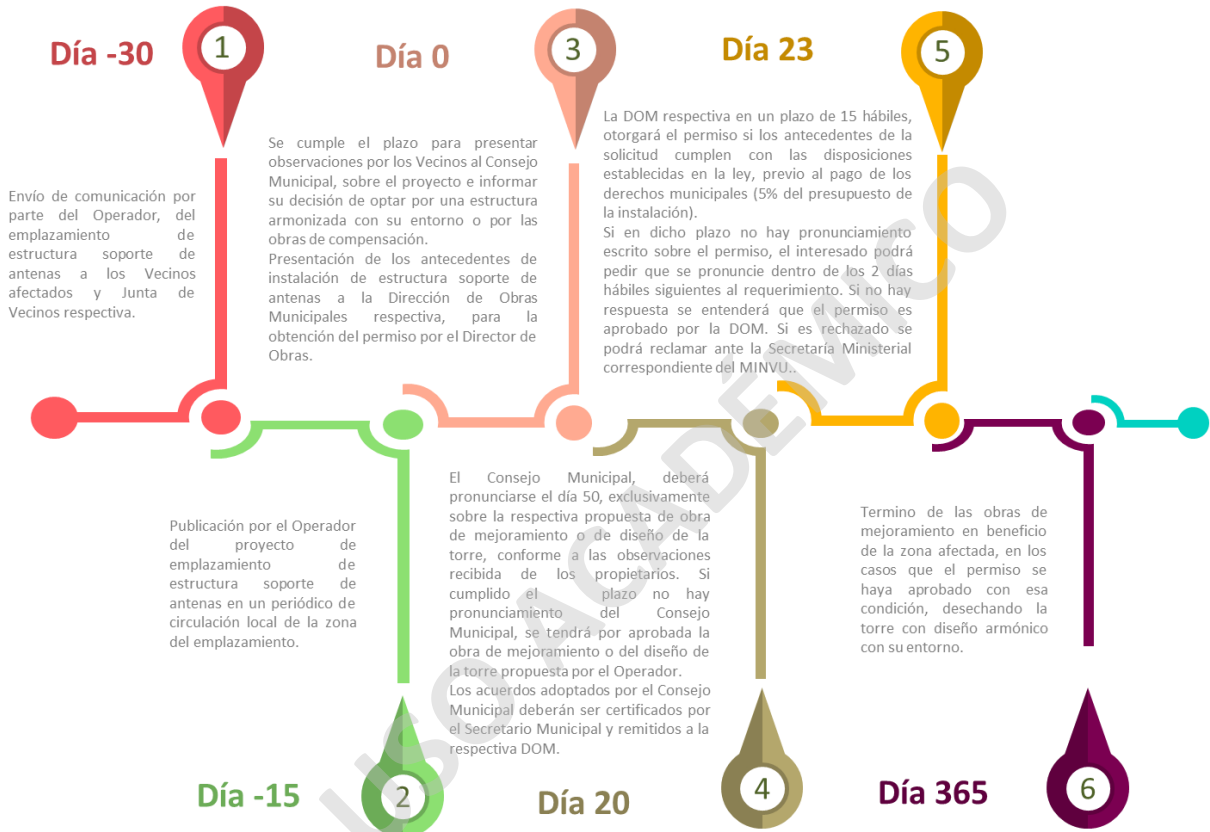 Día -30
1
Envío de comunicación por
parte del Operador, del
emplazamiento de
estructura soporte de
antenas a los Vecinos
afectados y Junta de
Vecinos respectiva.
Publicación por el Operador
del proyecto de
emplazamiento de
estructura soporte de
antenas en un periódico de
circulación local de la zona
del emplazamiento.
Día -15
2
Día 0
3
Se cumple el plazo para presentar
observaciones por los Vecinos al Consejo
Municipal, sobre el proyecto e informar
su decisión de optar por una estructura
armonizada con su entorno o por las
obras de compensación.
Presentación de los antecedentes de
instalación de estructura soporte de
antenas a la Dirección de Obras
Municipales respectiva, para la
obtención del permiso por el Director de
Obras.
El Consejo Municipal, deberá
pronunciarse el día 50, exclusivamente
sobre la respectiva propuesta de obra
de mejoramiento o de diseño de la
torre, conforme a las observaciones
recibida de los propietarios. Si
cumplido el plazo no hay
pronunciamiento del Consejo
Municipal, se tendrá por aprobada la
obra de mejoramiento o del diseño de
la torre propuesta por el Operador.
Los acuerdos adoptados por el Consejo
Municipal deberán ser certificados por
el Secretario Municipal y remitidos a la
respectiva DOM.
Día 20
4
Día 23
5
La DOM respectiva en un plazo de 15 hábiles,
otorgará el permiso si los antecedentes de la
solicitud cumplen con las disposiciones
establecidas en la ley, previo al pago de los
derechos municipales (5% del presupuesto de
la instalación).
Si en dicho plazo no hay pronunciamiento
escrito sobre el permiso, el interesado podrá
pedir que se pronuncie dentro de los 2 días
hábiles siguientes al requerimiento. Si no hay
respuesta se entenderá que el permiso es
aprobado por la DOM. Si es rechazado se
podrá reclamar ante la Secretaría Ministerial
correspondiente del MINVU..
Termino de las obras de
mejoramiento en beneficio
de la zona afectada, en los
casos que el permiso se
haya aprobado con esa
condición, desechando la
torre con diseño armónico
con su entorno.
Día 365
6
USO ACADÉMICO